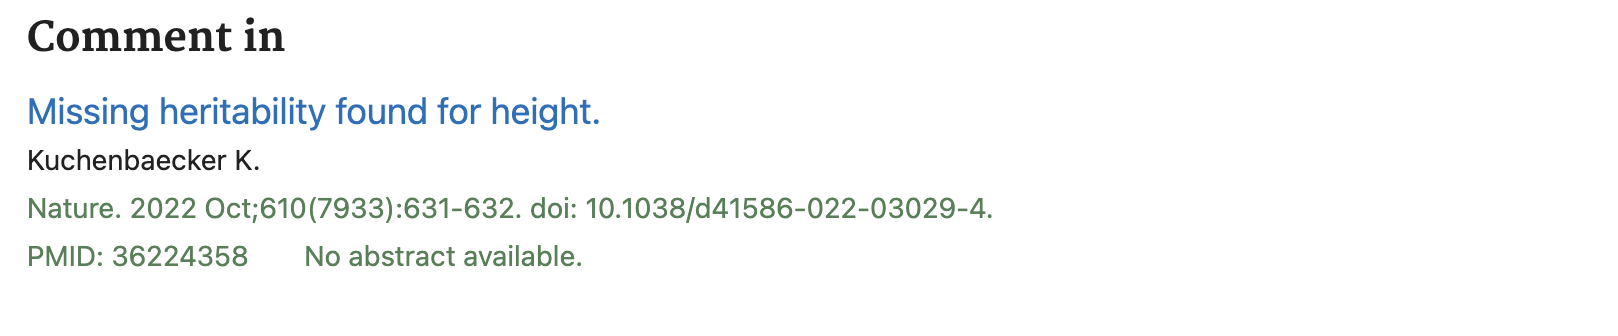 Comment in
Missing heritability found for height.
Kuchenbaecker K.
Nature. 2022 Oct;610(7933):631-632. doi: 10.1038/d41586-022-03029-4.
PMID: 36224358 No abstract available.